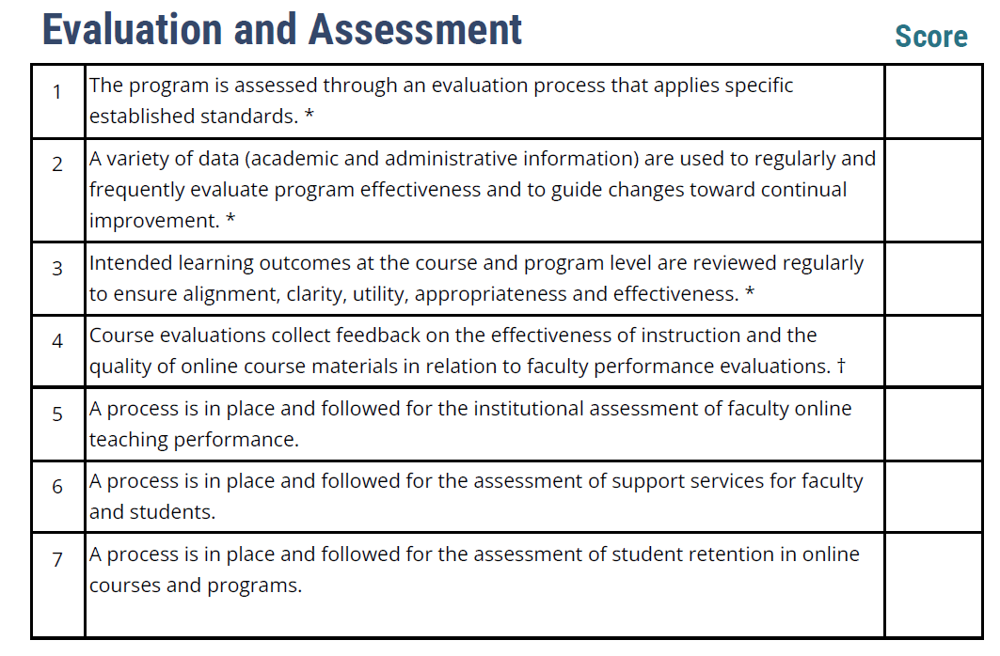 Evaluation and Assessment
Score
1
The program is assessed through an evaluation process that applies specific
established standards. *
2
A variety of data (academic and administrative information) are used to regularly and
frequently evaluate program effectiveness and to guide changes toward continual
improvement. *
3
Intended learning outcomes at the course and program level are reviewed regularly
to ensure alignment, clarity, utility, appropriateness and effectiveness. *
4
Course evaluations collect feedback on the effectiveness of instruction and the
quality of online course materials in relation to faculty performance evaluations. †
5
A process is in place and followed for the institutional assessment of faculty online
teaching performance.
6
A process is in place and followed for the assessment of support services for faculty
and students.
7
A process is in place and followed for the assessment of student retention in online
courses and programs.